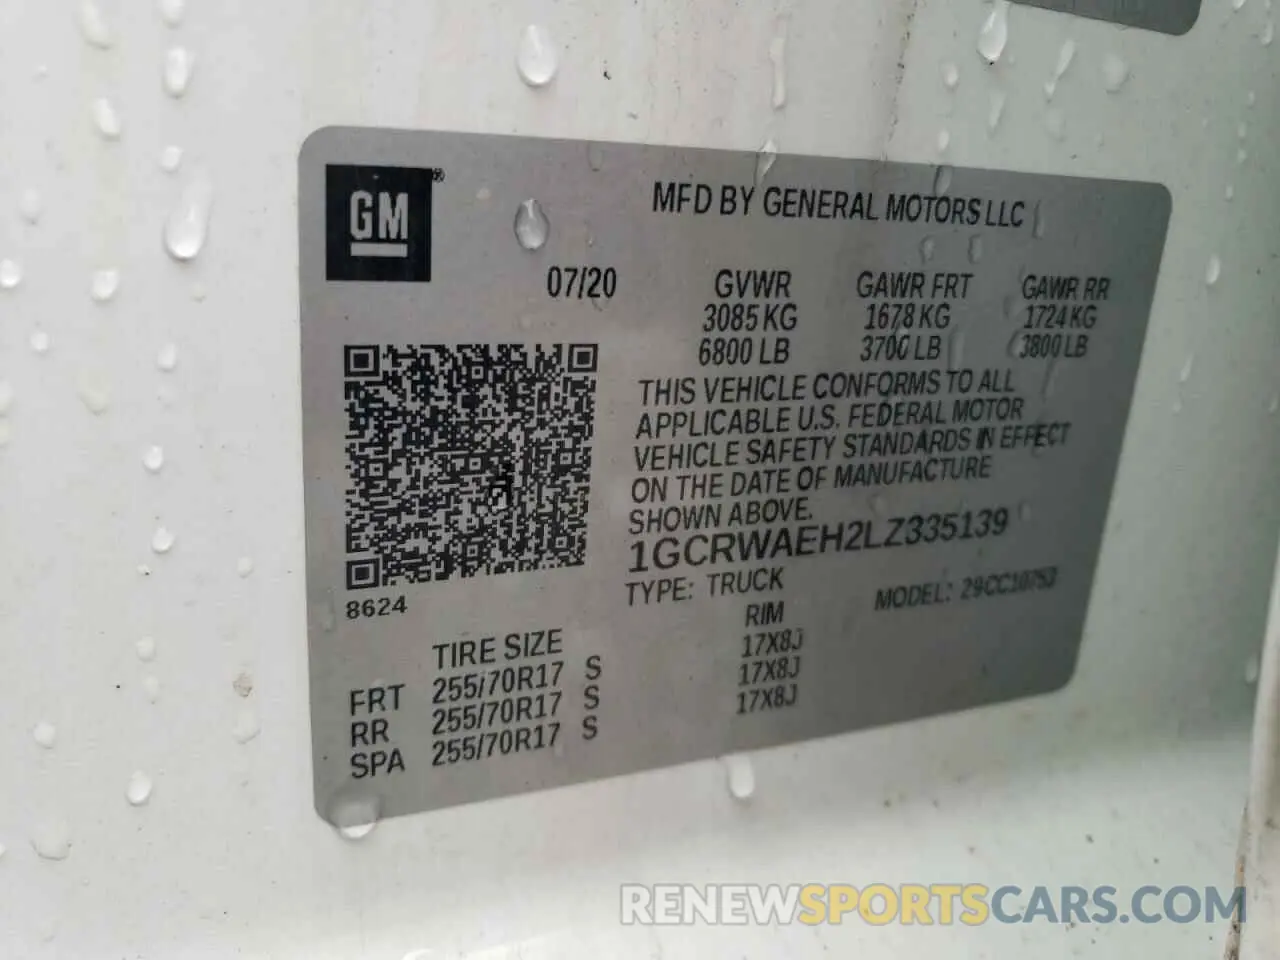 GM®
MFD BY GENERAL MOTORS LLC
07/20 GVWR GAWR FRT GAWR RR
3085 KG 1678 KG 1724 KG
6800 LB 3700 LB 3800 LB
THIS VEHICLE CONFORMS TO ALL
APPLICABLE U.S. FEDERAL MOTOR
VEHICLE SAFETY STANDARDS IN EFFECT
ON THE DATE OF MANUFACTURE
SHOWN ABOVE.
1GCRWAEH2LZ335139
TYPE: TRUCK MODEL: 29CC10753
8624
TIRE SIZE RIM
FRT 255/70R17 S 17X8J
RR 255/70R17 S 17X8J
SPA 255/70R17 S 17X8J
RENEWSPORTSCARS.COM